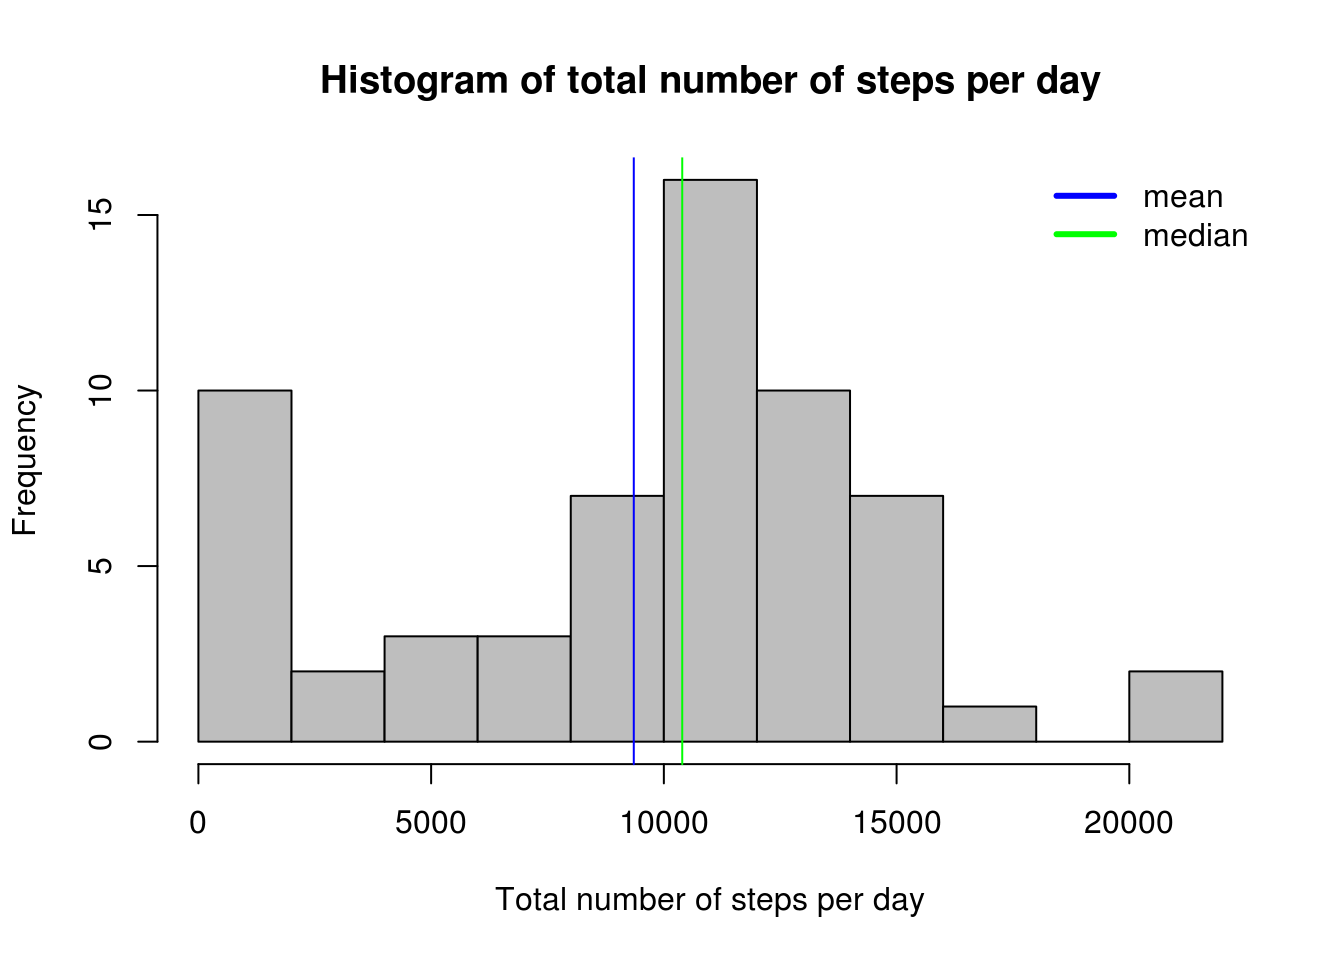 Histogram of total number of steps per day
mean
median
Frequency
15
10
5
0
0 5000 10000 15000 20000
Total number of steps per day